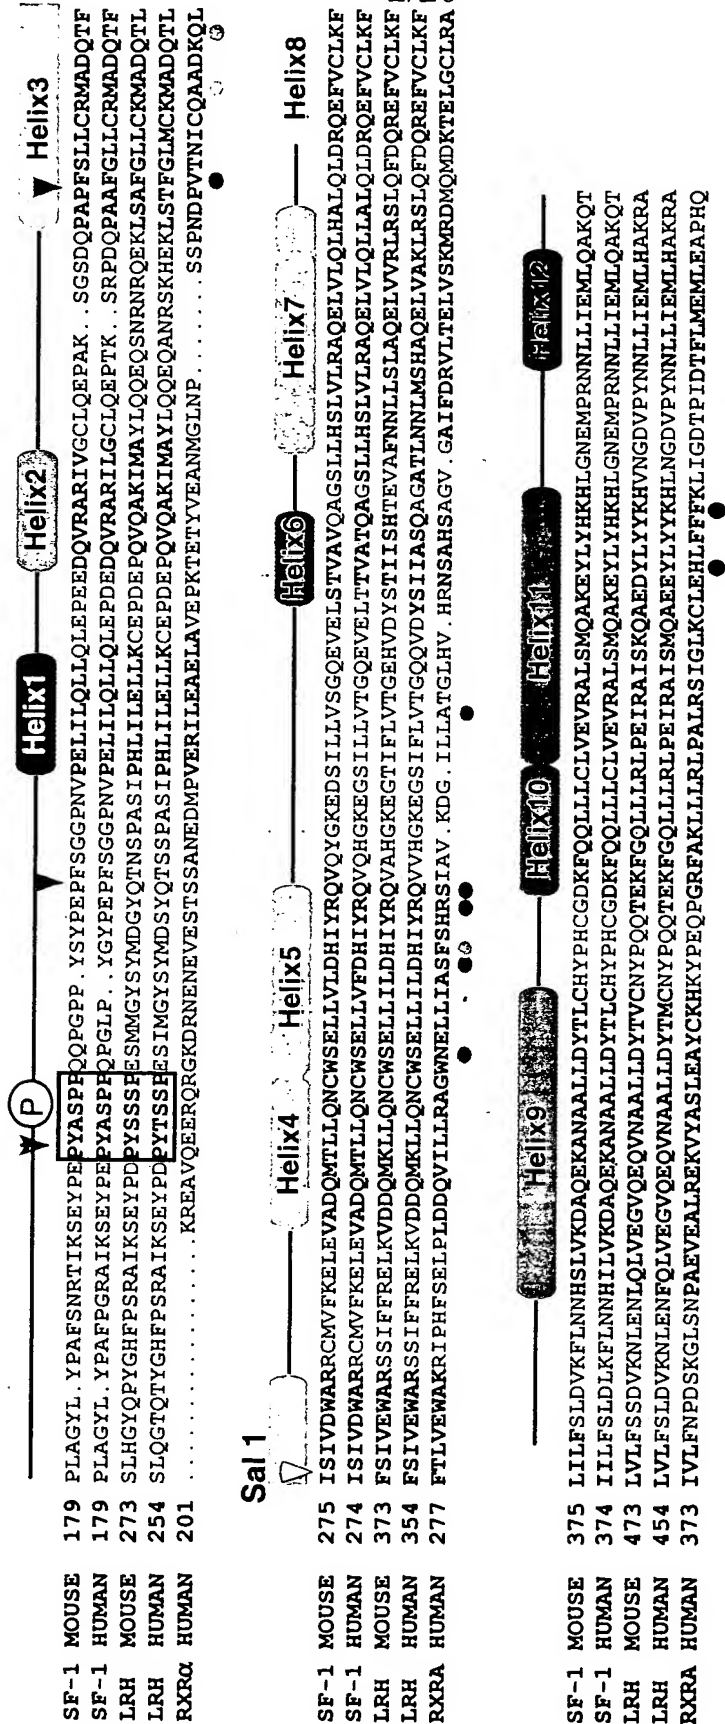 P Helix1 Helix2 Helix3
SF-1 MOUSE 179 PLAGYL.YPAFSNRTIKSEYPEPYASPPQQPGPP.YSYPEPFSGGPNVPELILQLLQLEPEEDQVRARIVGCLQEPAK..SGSDQPAPFSLLCRMADQTF
SF-1 HUMAN 179 PLAGYL.YPAFPGRAIKSEYPEPYASPPQPGLP..YGYPEPFSGGPNVPELILQLLQLEPDEDQVRARILGCLQEPTK..SRPDQPAAFGLLCRMADQTF
LRH MOUSE 273 SLHGYQPYGHFPSRAIKSEYPDPYSSSPESMMGYSYMDGYQTNSPASIPHLILELLKCEPDEPQVQAKIMAYLQQEQSNRNRQEKLSAFGLLCKMADQTL
LRH HUMAN 254 SLQGTQTYGHFPSRAIKSEYPDPYTSSPESIMGYSYMDSYQTSSPASIPHLILELLKCEPDEPQVQAKIMAYLQQEQANRSKHEKLSTFGLMCKMADQTL
RXRα HUMAN 201 ....................KREAVQEERQRGKDRNENEVESTSSANEDMPVERILEAELAVEPKTETYVEANMGLNP.......SSPNDPVTNICQAADKQL
Sal 1 Helix4 Helix5 Helix6 Helix7 Helix8
SF-1 MOUSE 275 ISIVDWARRCMVFKELEVADQMTLLQNCWSELLVLDHIYRQVQYGKEDSILLVSGQEVELSTVAVQAGSLLHSLVLRAQELVLQLHALQLDRQEFVCLKF
SF-1 HUMAN 274 ISIVDWARRCMVFKELEVADQMTLLQNCWSELLVFDHIYRQVQHGKEGSILLVTGQEVELTTVATQAGSLLHSLVLRAQELVLQLLALQLDRQEFVCLKF
LRH MOUSE 373 FSIVEWARSSIFFRELKVDDQMKLLQNCWSELLILDHIYRQVAHGKEGTIFLVTGEHVDYSTIISHTEVAFNNLLSLAQELVVRLRSLQFDQREFVCLKF
LRH HUMAN 354 FSIVEWARSSIFFRELKVDDQMKLLQNCWSELLILDHIYRQVVHGKEGSIFLVTGQQVDYSIIASQAGATLNNLMSHAQELVAKLRSLQFDQREFVCLKF
RXRA HUMAN 277 FTLVEWAKRIPHFSELPLDDQVILLRAGWNELLIASFSHRSIAV.KDG.ILLATGLHV.HRNSAHSAGV.GAIFDRVLTELVSKMRDMQMDKTELGCLRA
Helix9 Helix10 Helix11 Helix12
SF-1 MOUSE 375 LILFSLDVKFLNNHSLVKDAQEKANAALLDYTLCHYPHCGDKFQQLLLCLVEVRALSMQAKEYLYHKHLGNEMPRNNLLIEMLQAKQT
SF-1 HUMAN 374 IILFSLDLKFLNNHILVKDAQEKANAALLDYTLCHYPHCGDKFQQLLLCLVEVRALSMQAKEYLYHKHLGNEMPRNNLLIEMLQAKQT
LRH MOUSE 473 LVLFSSDVKNLENLQLVEGVQEQVNAALLDYTVCNYPQQTEKFGQLLLRLPEIRAISKQAEDYLYYKHVNGDVPYNNLLIEMLHAKRA
LRH HUMAN 454 LVLFSLDVKNLENFQLVEGVQEQVNAALLDYTMCNYPQQTEKFGQLLLRLPEIRAISMQAEEYLYYKHLNGDVPYNNLLIEMLHAKRA
RXRA HUMAN 373 IVLFNPDSKGLSNPAEVEALREKVYASLEAYCKHKYPEQPGRFAKLLLRLPALRSIGLKCLEHLFFFKLIGDTPIDTFLMEMLEAPHQ